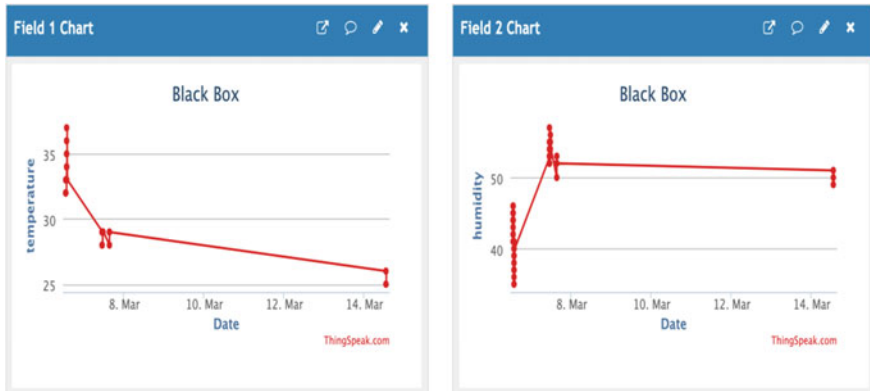 Field 1 Chart
Black Box
temperature
35
30
25
8. Mar
10. Mar
12. Mar
14. Mar
Date
ThingSpeak.com
Field 2 Chart
Black Box
humidity
50
40
8. Mar
10. Mar
12. Mar
14. Mar
Date
ThingSpeak.com